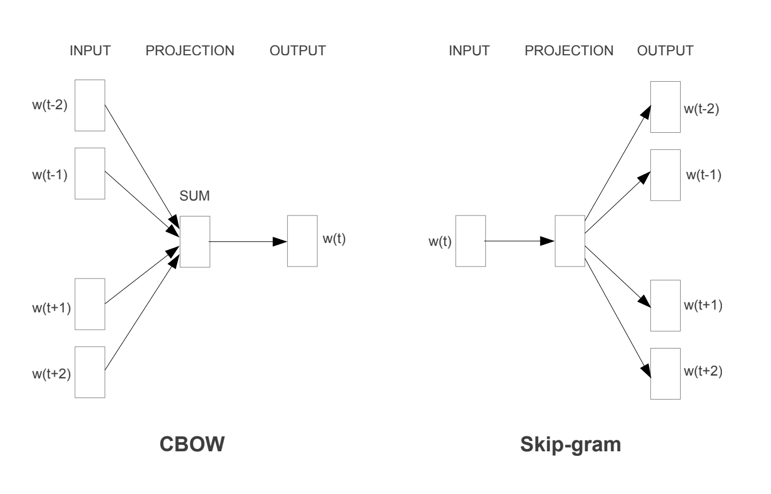 INPUT PROJECTION OUTPUT
w(t-2)
w(t-1)
SUM
w(t)
w(t+1)
w(t+2)
CBOW
INPUT PROJECTION OUTPUT
w(t-2)
w(t-1)
w(t)
w(t+1)
w(t+2)
Skip-gram